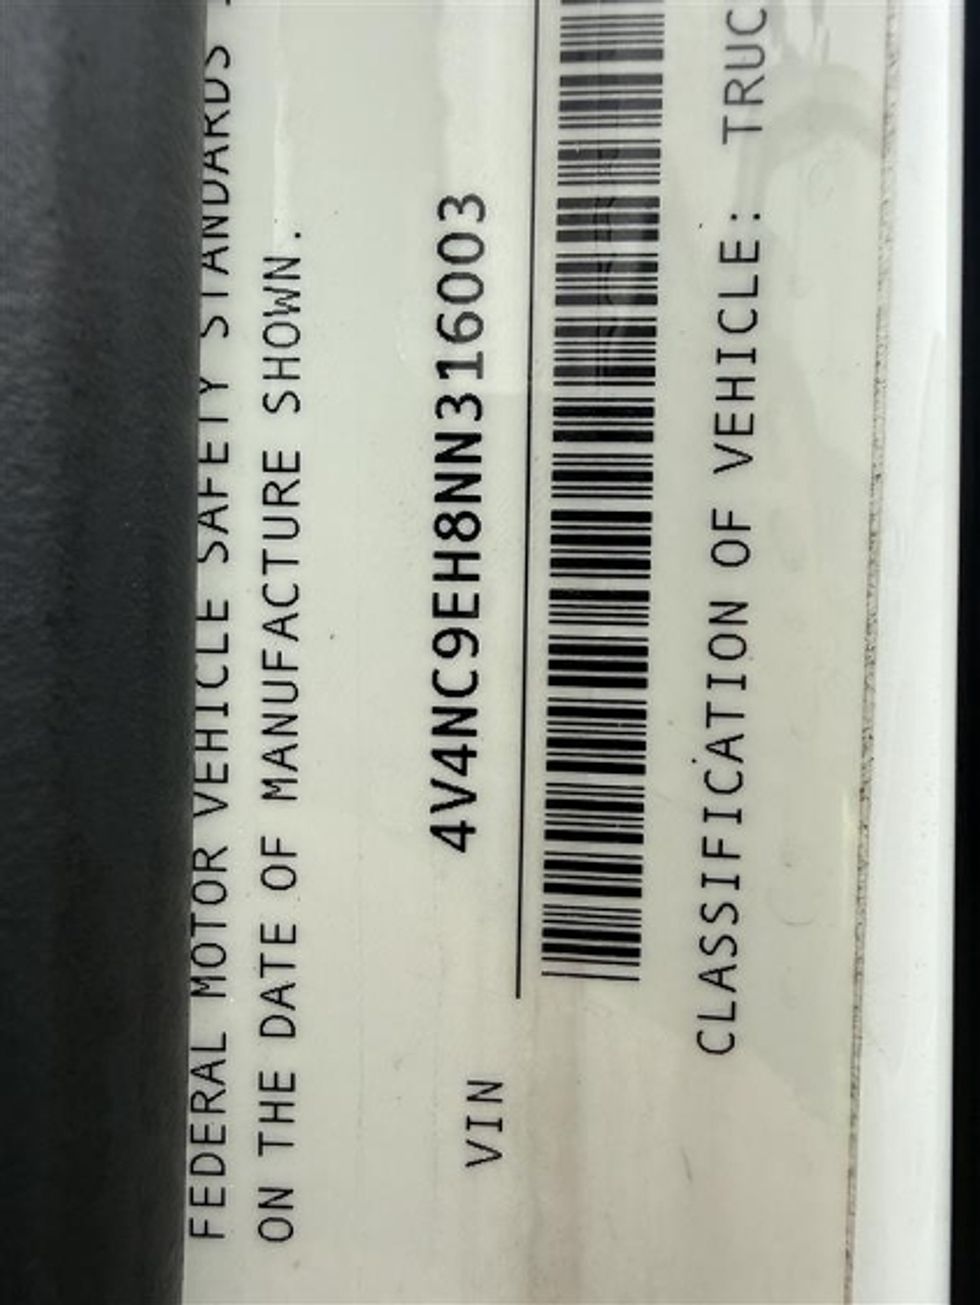 FEDERAL MOTOR VEHICLE SAFETY STANDARDS
ON THE DATE OF MANUFACTURE SHOWN.
VIN 4V4NC9EH8NN316003
CLASSIFICATION OF VEHICLE: TRUC